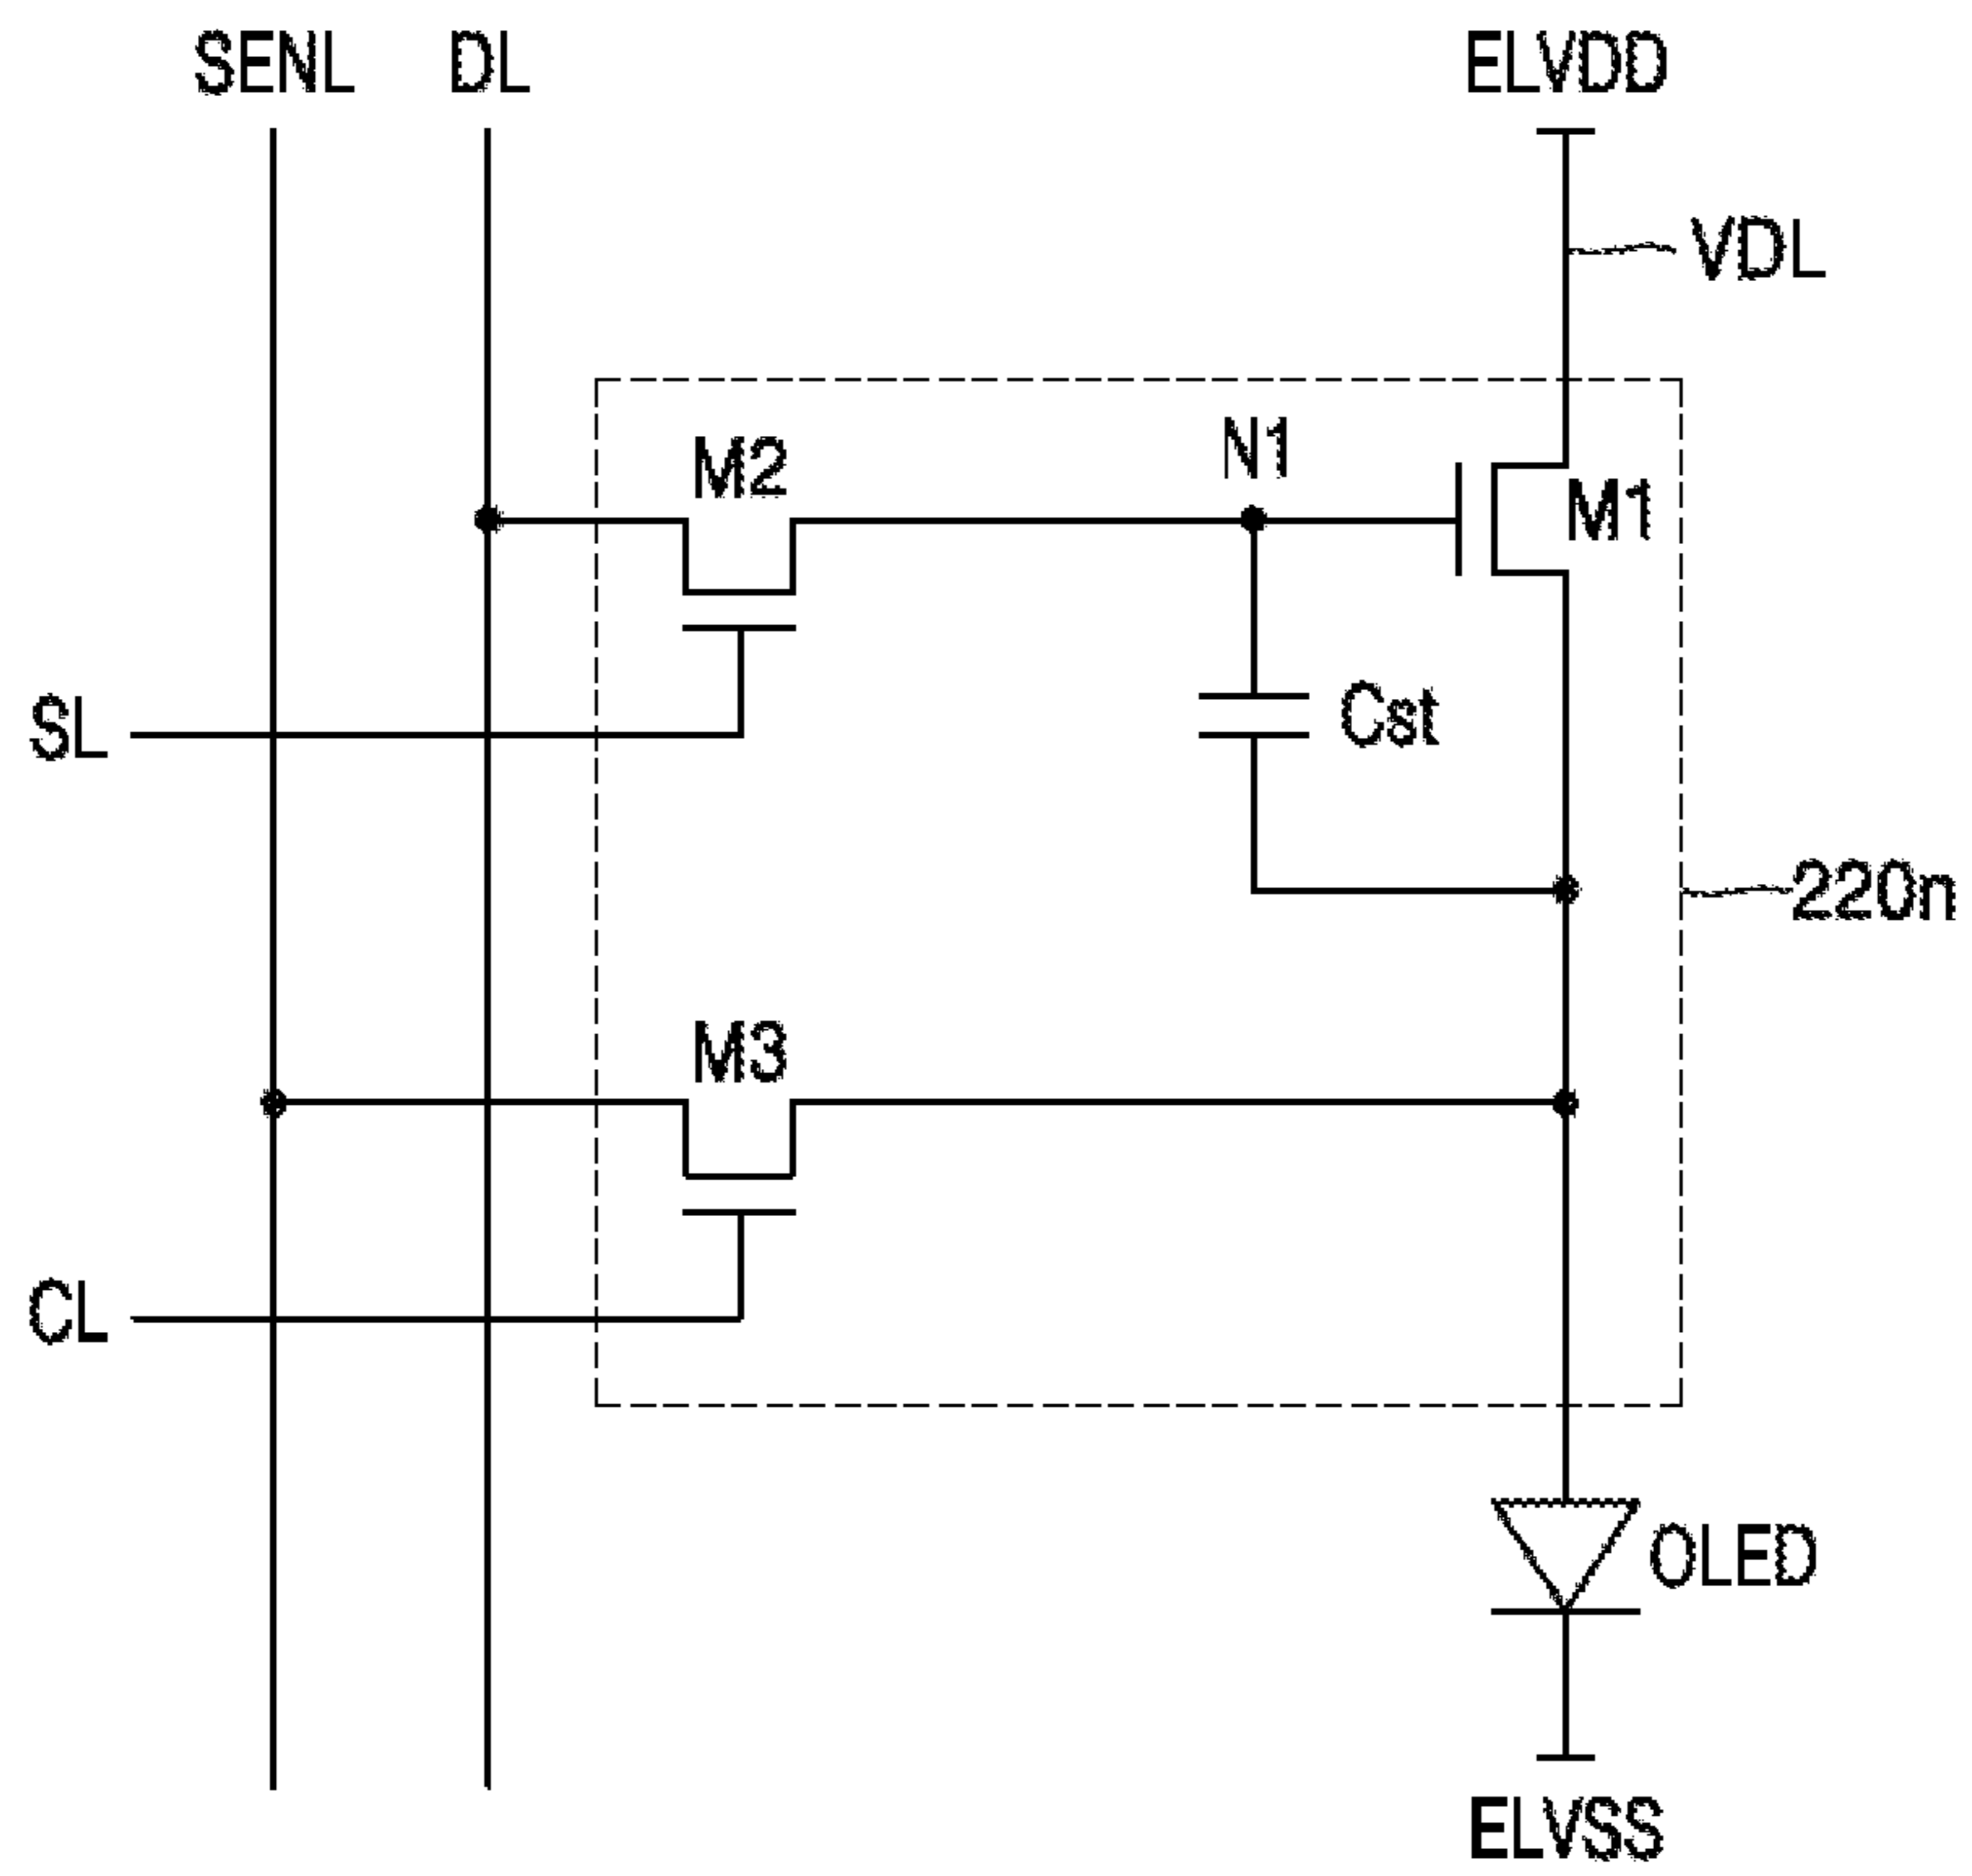 SENL DL ELVDD
VDL
N1
M2
M1
SL
Cst
220n
M3
CL
OLED
ELVSS